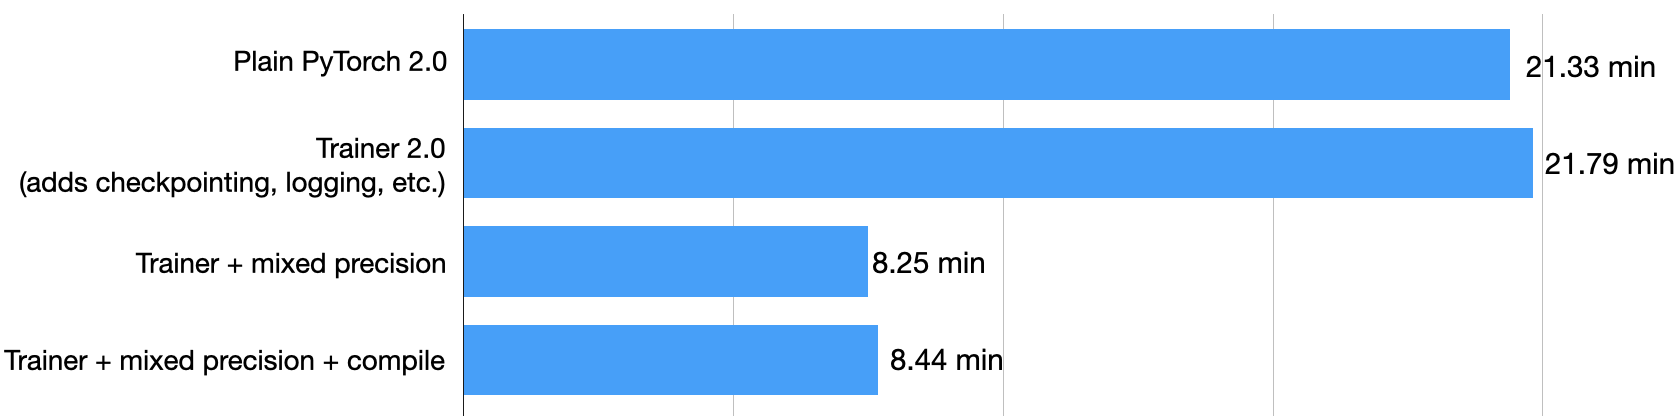 Plain PyTorch 2.0
21.33 min
Trainer 2.0
(adds checkpointing, logging, etc.)
21.79 min
Trainer + mixed precision
8.25 min
Trainer + mixed precision + compile
8.44 min